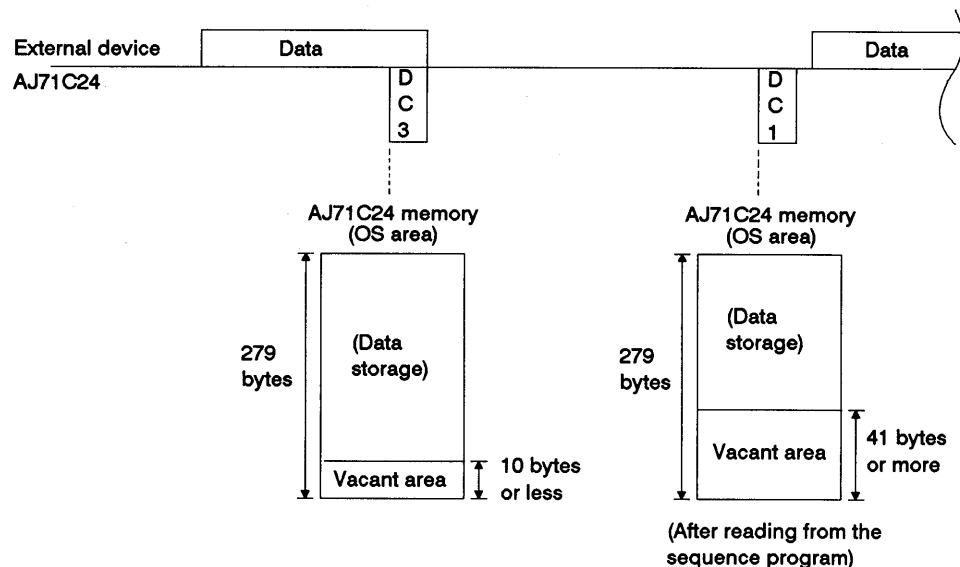 External device
Data
Data
AJ71C24
D
C
3
D
C
1
AJ71C24 memory
(OS area)
AJ71C24 memory
(OS area)
279
bytes
(Data
storage)
Vacant area
10 bytes
or less
279
bytes
(Data
storage)
Vacant area
41 bytes
or more
(After reading from the
sequence program)